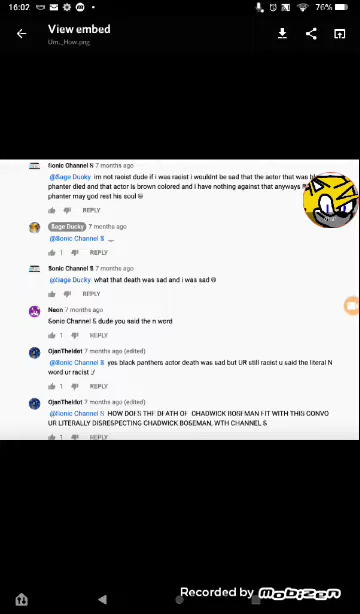 16:02
76%
View embed
Um._How.png
Sonic Channel S 7 months ago
@Sage Ducky im not racist dude if i was racist i wouldnt be sad that the actor that was bl
phanter died and that actor is brown colored and i have nothing against that anyways
phanter may god rest his soul
REPLY
Sage Ducky 7 months ago
@Sonic Channel S
1 REPLY
Sonic Channel S 7 months ago
@Sage Ducky what that death was sad and i was sad
REPLY
Neon 7 months ago
Sonic Channel S dude you said the n word
1 REPLY
OjanTheIdot 7 months ago (edited)
@Sonic Channel S yes black panthers actor death was sad but UR still racist u said the literal N
word ur racist :/
1 REPLY
OjanTheIdot 7 months ago (edited)
@Sonic Channel S HOW DOES THE DEATH OF CHADWICK BOSEMAN FIT WITH THIS CONVO
UR LITERALLY DISRESPECTING CHADWICK BOSEMAN, WTH CHANNEL S
1 REPLY
Recorded by Mobizen